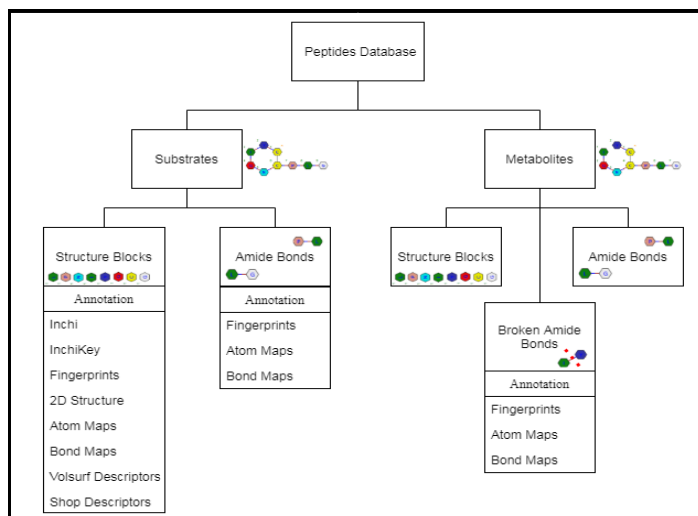 Peptides Database
Substrates
Metabolites
Structure Blocks
Amide Bonds
Structure Blocks
Amide Bonds
Annotation
Inchi
InchiKey
Fingerprints
2D Structure
Atom Maps
Bond Maps
Volsurf Descriptors
Shop Descriptors
Annotation
Fingerprints
Atom Maps
Bond Maps
Broken Amide
Bonds
Annotation
Fingerprints
Atom Maps
Bond Maps